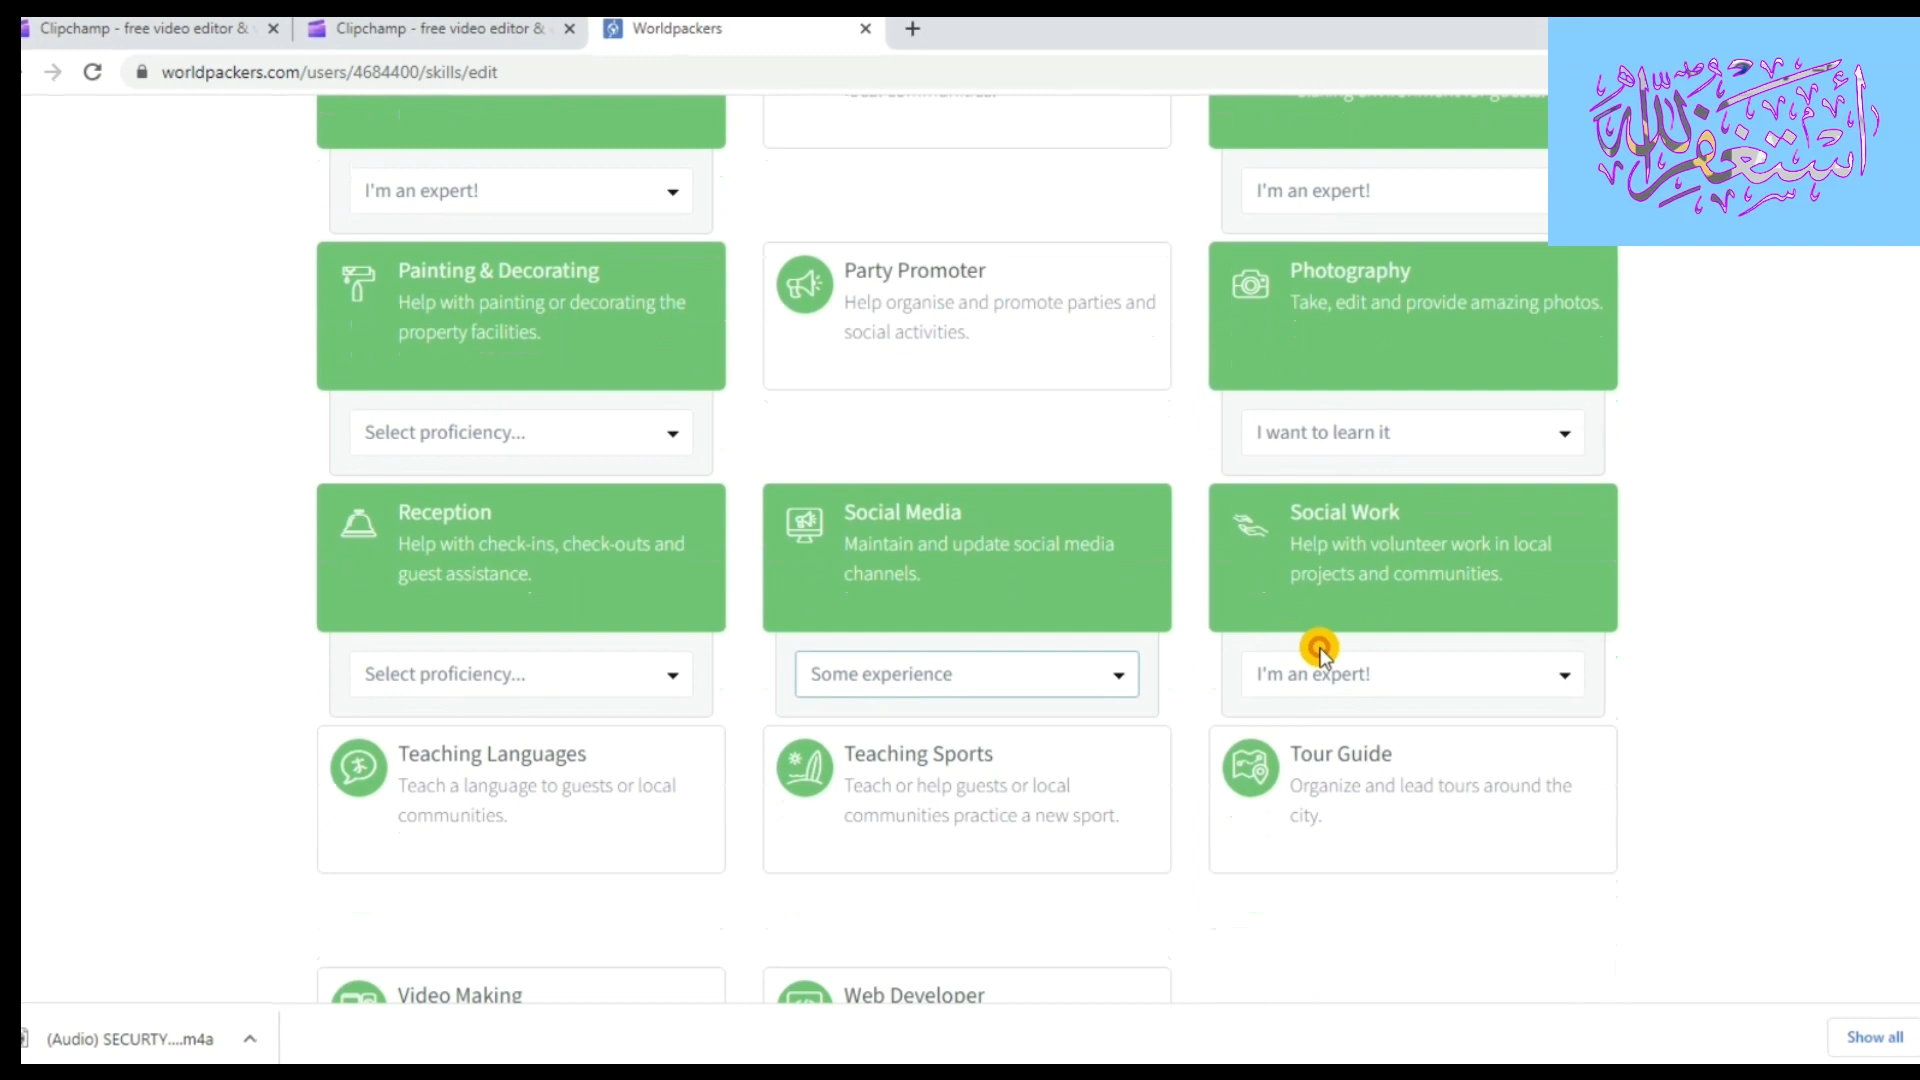 Clipchamp - free video editor &
Clipchamp - free video editor &
Worldpackers
worldpackers.com/users/4684400/skills/edit
أستغفر الله
I'm an expert!
I'm an expert!
Painting & Decorating
Help with painting or decorating the
property facilities.
Party Promoter
Help organise and promote parties and
social activities.
Photography
Take, edit and provide amazing photos.
Select proficiency...
I want to learn it
Reception
Help with check-ins, check-outs and
guest assistance.
Social Media
Maintain and update social media
channels.
Social Work
Help with volunteer work in local
projects and communities.
Select proficiency...
Some experience
I'm an expert!
Teaching Languages
Teach a language to guests or local
communities.
Teaching Sports
Teach or help guests or local
communities practice a new sport.
Tour Guide
Organize and lead tours around the
city.
Video Making
Web Developer
(Audio) SECURTY....m4a
Show all